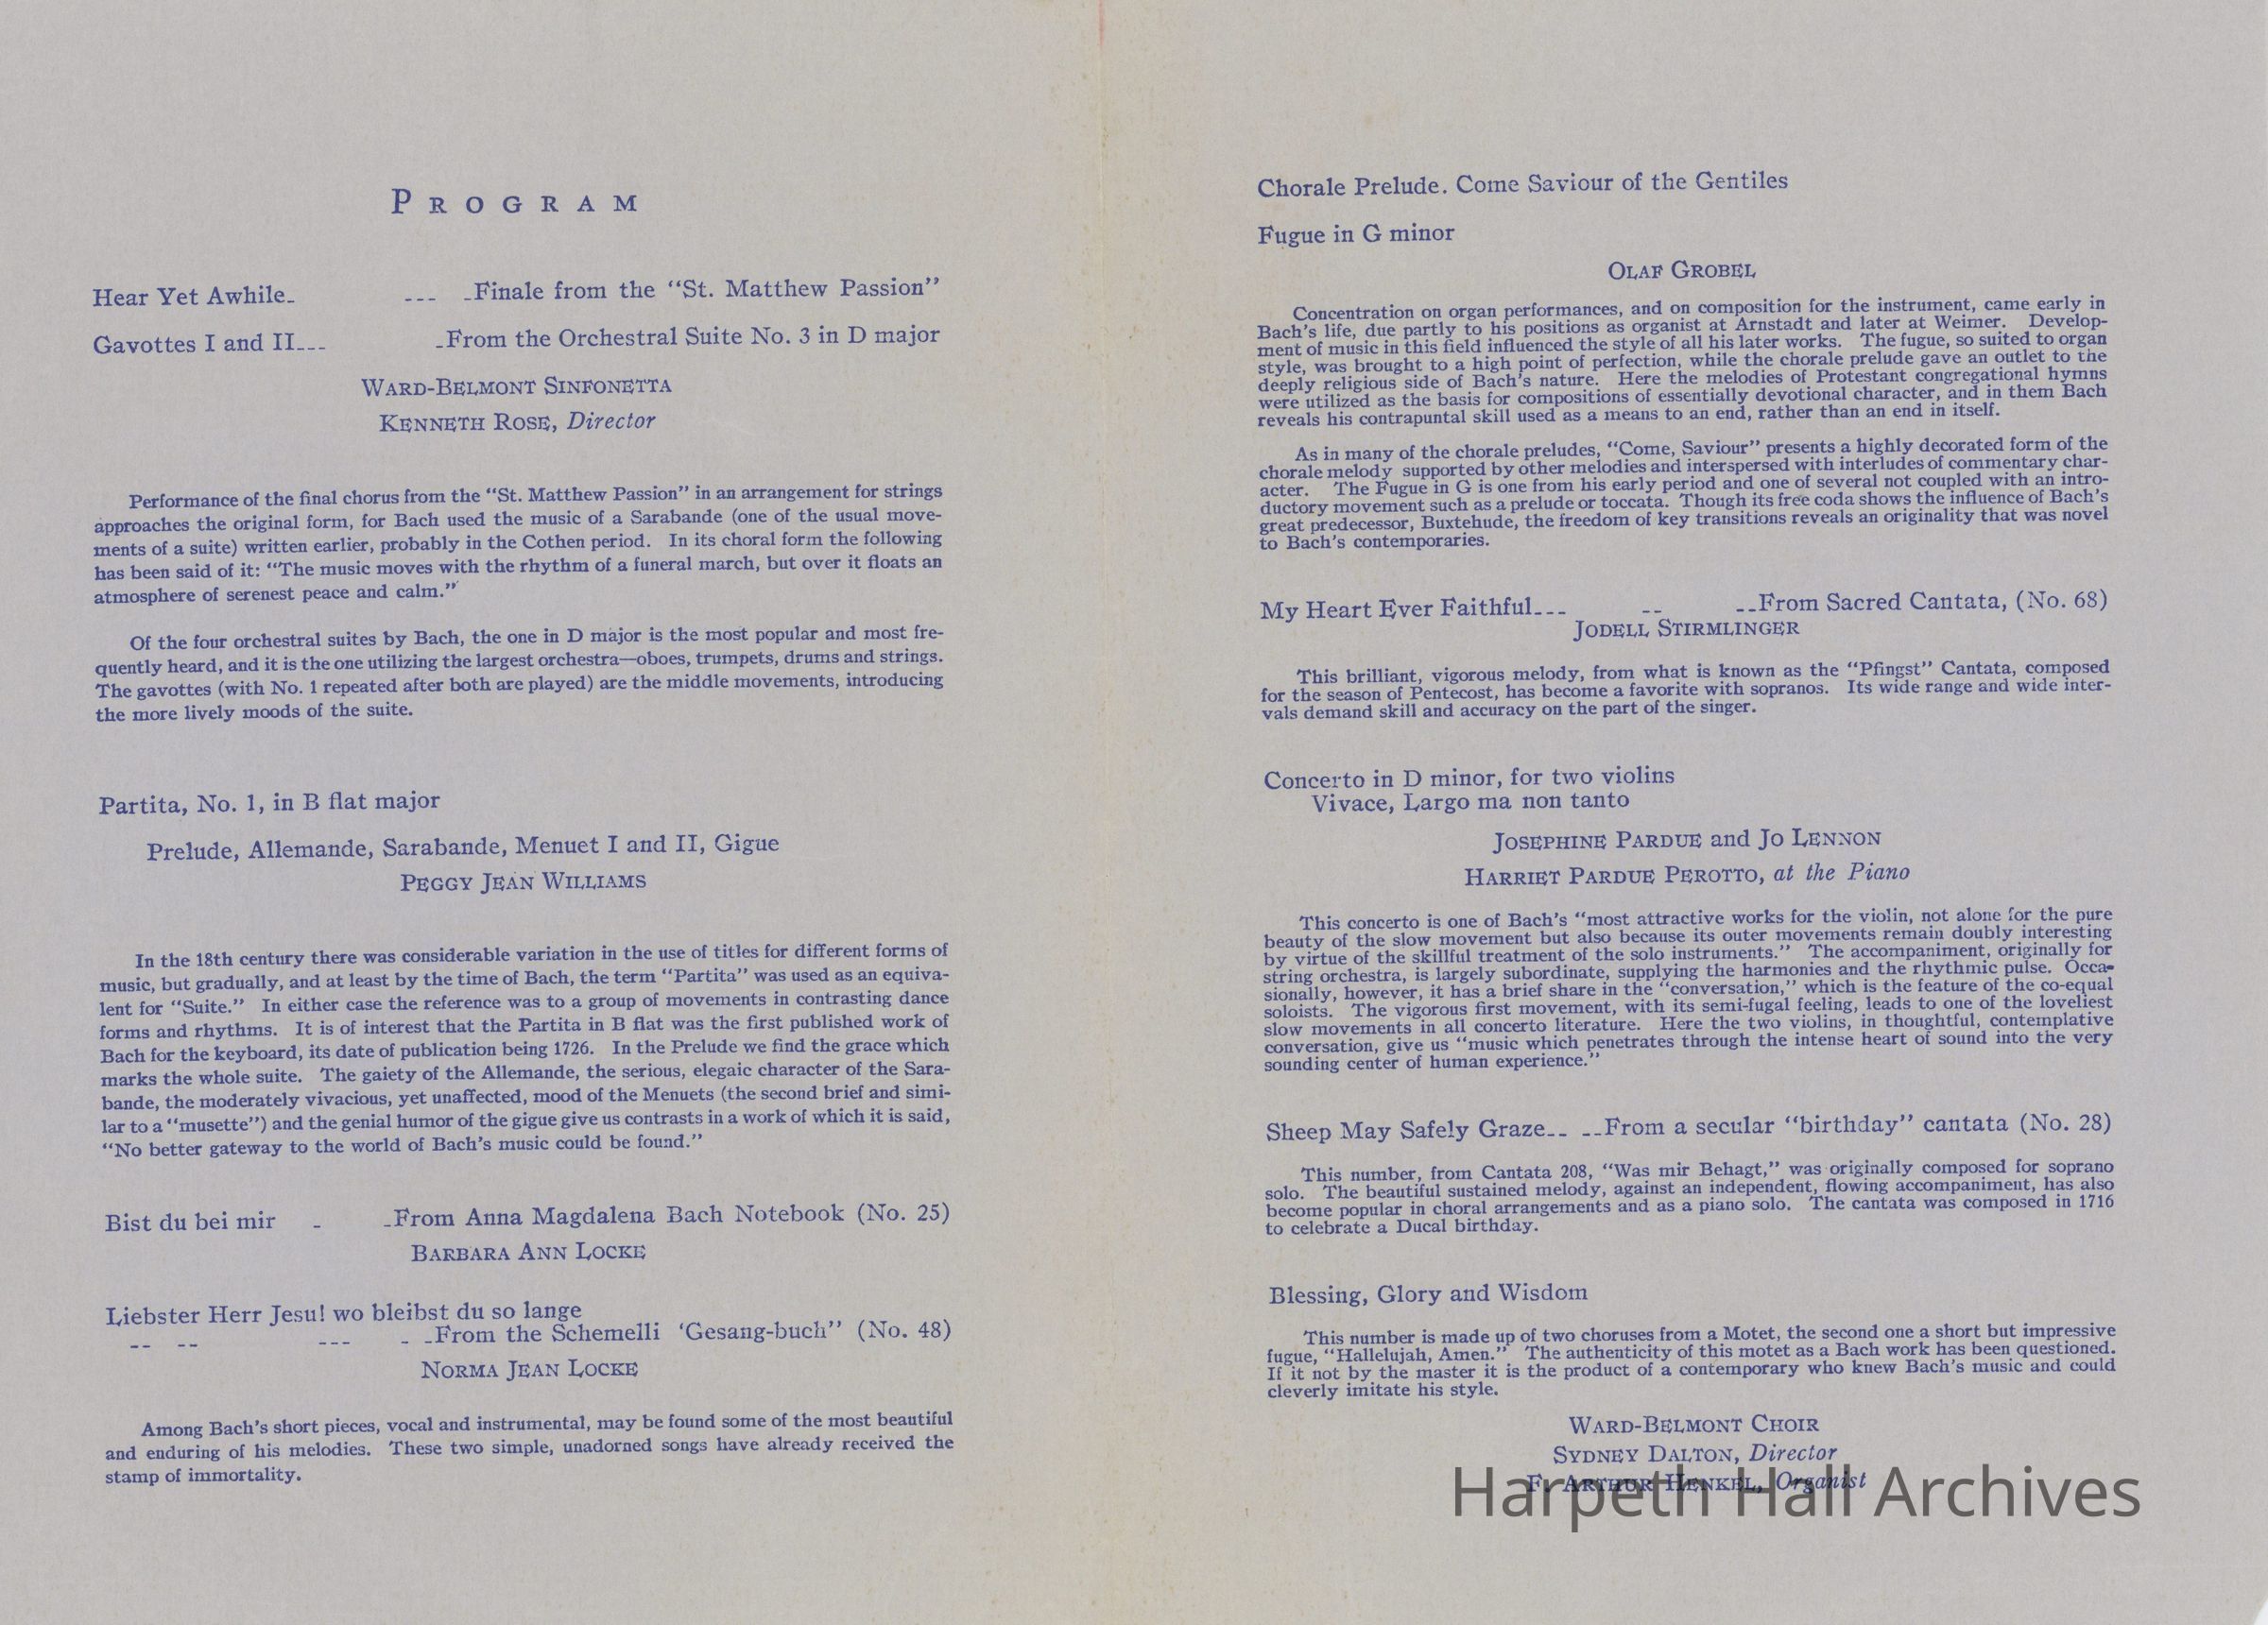 PROGRAM
Hear Yet Awhile_ --- _Finale from the “St. Matthew Passion”
Gavottes I and II___ _From the Orchestral Suite No. 3 in D major
WARD-BELMONT SINFONETTA
KENNETH ROSE, Director
Performance of the final chorus from the “St. Matthew Passion” in an arrangement for strings
approaches the original form, for Bach used the music of a Sarabande (one of the usual move-
ments of a suite) written earlier, probably in the Cothen period. In its choral form the following
has been said of it: “The music moves with the rhythm of a funeral march, but over it floats an
atmosphere of serenest peace and calm.”
Of the four orchestral suites by Bach, the one in D major is the most popular and most fre-
quently heard, and it is the one utilizing the largest orchestra—oboes, trumpets, drums and strings.
The gavottes (with No. 1 repeated after both are played) are the middle movements, introducing
the more lively moods of the suite.
Partita, No. 1, in B flat major
Prelude, Allemande, Sarabande, Menuet I and II, Gigue
PEGGY JEAN WILLIAMS
In the 18th century there was considerable variation in the use of titles for different forms of
music, but gradually, and at least by the time of Bach, the term “Partita” was used as an equiva-
lent for “Suite.” In either case the reference was to a group of movements in contrasting dance
forms and rhythms. It is of interest that the Partita in B flat was the first published work of
Bach for the keyboard, its date of publication being 1726. In the Prelude we find the grace which
marks the whole suite. The gaiety of the Allemande, the serious, elegaic character of the Sara-
bande, the moderately vivacious, yet unaffected, mood of the Menuets (the second brief and simi-
lar to a “musette”) and the genial humor of the gigue give us contrasts in a work of which it is said,
“No better gateway to the world of Bach’s music could be found.”
Bist du bei mir - _From Anna Magdalena Bach Notebook (No. 25)
BARBARA ANN LOCKE
Liebster Herr Jesu! wo bleibst du so lange
-- -- --- - _From the Schemelli ‘Gesang-buch” (No. 48)
NORMA JEAN LOCKE
Among Bach’s short pieces, vocal and instrumental, may be found some of the most beautiful
and enduring of his melodies. These two simple, unadorned songs have already received the
stamp of immortality.
Chorale Prelude. Come Saviour of the Gentiles
Fugue in G minor
OLAF GROBEL
Concentration on organ performances, and on composition for the instrument, came early in
Bach’s life, due partly to his positions as organist at Arnstadt and later at Weimer. Develop-
ment of music in this field influenced the style of all his later works. The fugue, so suited to organ
style, was brought to a high point of perfection, while the chorale prelude gave an outlet to the
deeply religious side of Bach’s nature. Here the melodies of Protestant congregational hymns
were utilized as the basis for compositions of essentially devotional character, and in them Bach
reveals his contrapuntal skill used as a means to an end, rather than an end in itself.
As in many of the chorale preludes, “Come, Saviour” presents a highly decorated form of the
chorale melody supported by other melodies and interspersed with interludes of commentary char-
acter. The Fugue in G is one from his early period and one of several not coupled with an intro-
ductory movement such as a prelude or toccata. Though its free coda shows the influence of Bach’s
great predecessor, Buxtehude, the freedom of key transitions reveals an originality that was novel
to Bach’s contemporaries.
My Heart Ever Faithful___ -- __From Sacred Cantata, (No. 68)
JODELL STIRMLINGER
This brilliant, vigorous melody, from what is known as the “Pfingst” Cantata, composed
for the season of Pentecost, has become a favorite with sopranos. Its wide range and wide inter-
vals demand skill and accuracy on the part of the singer.
Concerto in D minor, for two violins
Vivace, Largo ma non tanto
JOSEPHINE PARDUE and JO LENNON
HARRIET PARDUE PEROTTO, at the Piano
This concerto is one of Bach’s “most attractive works for the violin, not alone for the pure
beauty of the slow movement but also because its outer movements remain doubly interesting
by virtue of the skillful treatment of the solo instruments.” The accompaniment, originally for
string orchestra, is largely subordinate, supplying the harmonies and the rhythmic pulse. Occa-
sionally, however, it has a brief share in the “conversation,” which is the feature of the co-equal
soloists. The vigorous first movement, with its semi-fugal feeling, leads to one of the loveliest
slow movements in all concerto literature. Here the two violins, in thoughtful, contemplative
conversation, give us “music which penetrates through the intense heart of sound into the very
sounding center of human experience.”
Sheep May Safely Graze__ __From a secular “birthday” cantata (No. 28)
This number, from Cantata 208, “Was mir Behagt,” was originally composed for soprano
solo. The beautiful sustained melody, against an independent, flowing accompaniment, has also
become popular in choral arrangements and as a piano solo. The cantata was composed in 1716
to celebrate a Ducal birthday.
Blessing, Glory and Wisdom
This number is made up of two choruses from a Motet, the second one a short but impressive
fugue, “Hallelujah, Amen.” The authenticity of this motet as a Bach work has been questioned.
If it not by the master it is the product of a contemporary who knew Bach’s music and could
cleverly imitate his style.
WARD-BELMONT CHOIR
SYDNEY DALTON, Director
F. ARTHUR HENKEL, Organist
Harpeth Hall Archives